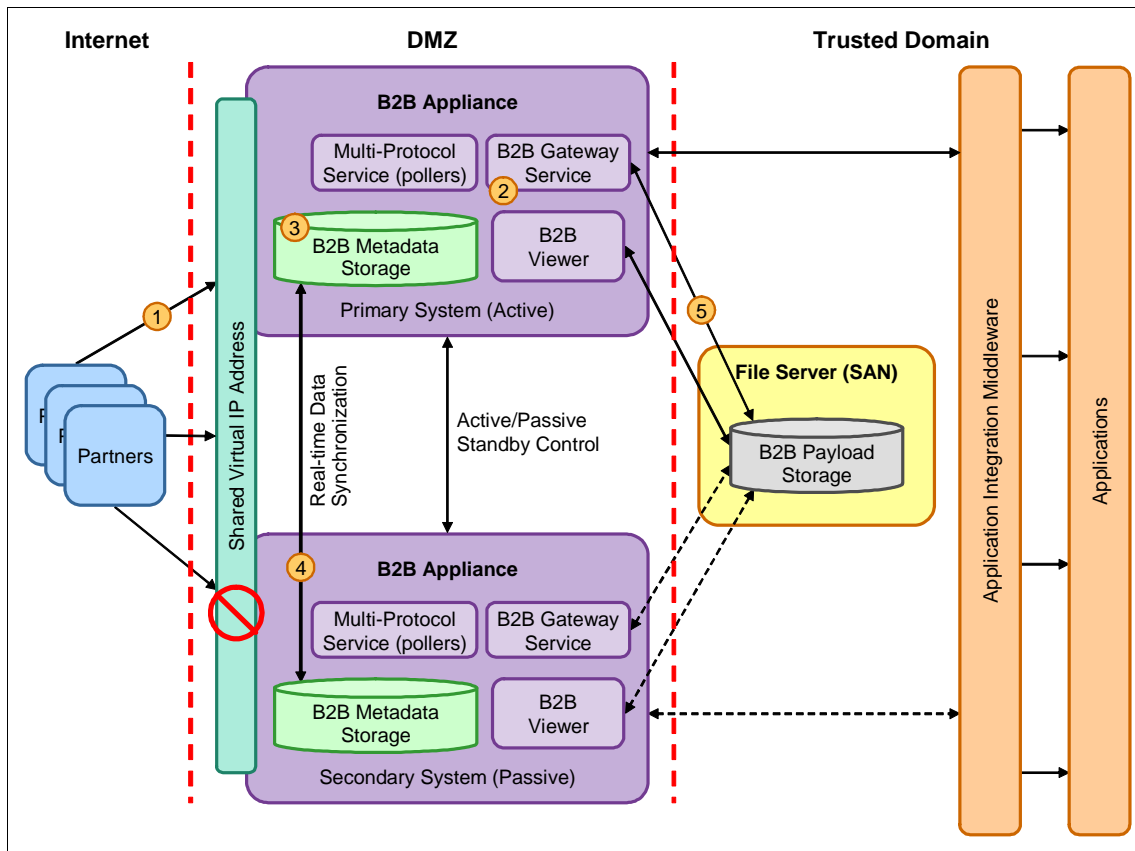 Internet
DMZ
Trusted Domain
B2B Appliance
Multi-Protocol
Service (pollers)
B2B Gateway
Service
2
3
B2B Metadata
Storage
B2B
Viewer
Primary System (Active)
1
5
Shared Virtual IP Address
P
P
Partners
Real-time Data
Synchronization
Active/Passive
Standby Control
File Server (SAN)
B2B Payload
Storage
Application Integration Middleware
Applications
4
B2B Appliance
Multi-Protocol
Service (pollers)
B2B Gateway
Service
B2B Metadata
Storage
B2B
Viewer
Secondary System (Passive)